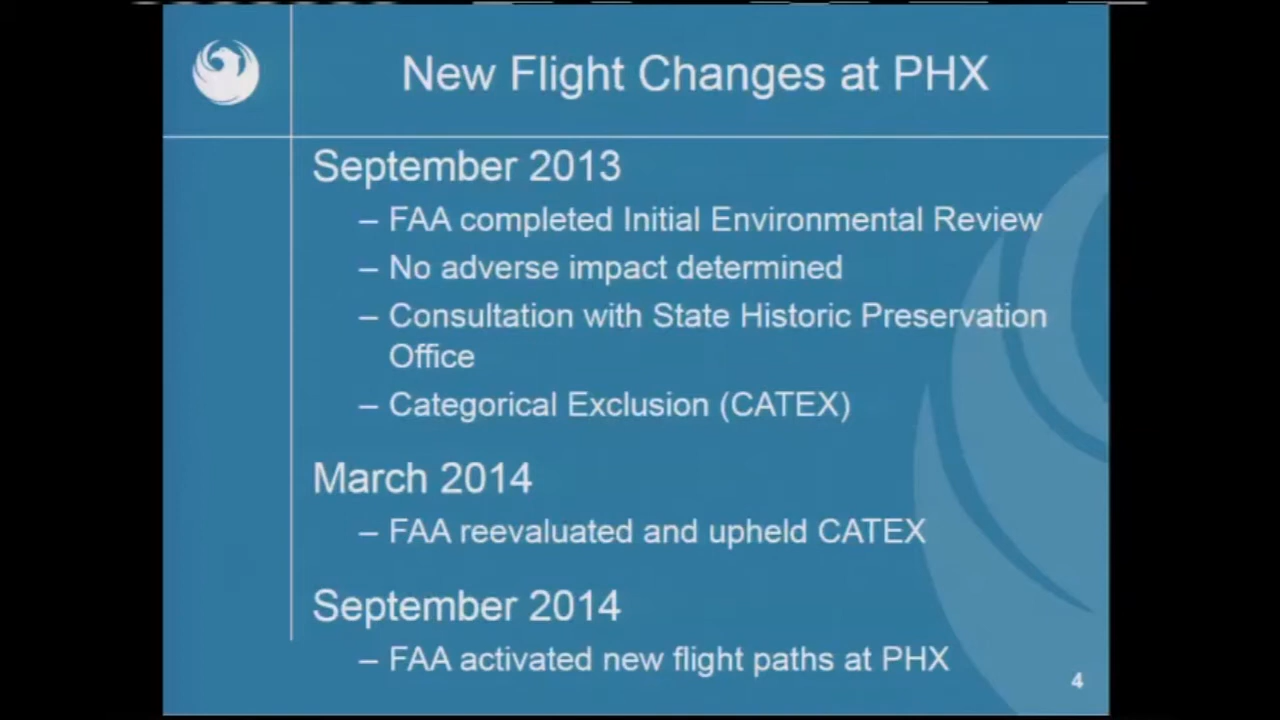 New Flight Changes at PHX
September 2013
– FAA completed Initial Environmental Review
– No adverse impact determined
– Consultation with State Historic Preservation
Office
– Categorical Exclusion (CATEX)
March 2014
– FAA reevaluated and upheld CATEX
September 2014
– FAA activated new flight paths at PHX
4